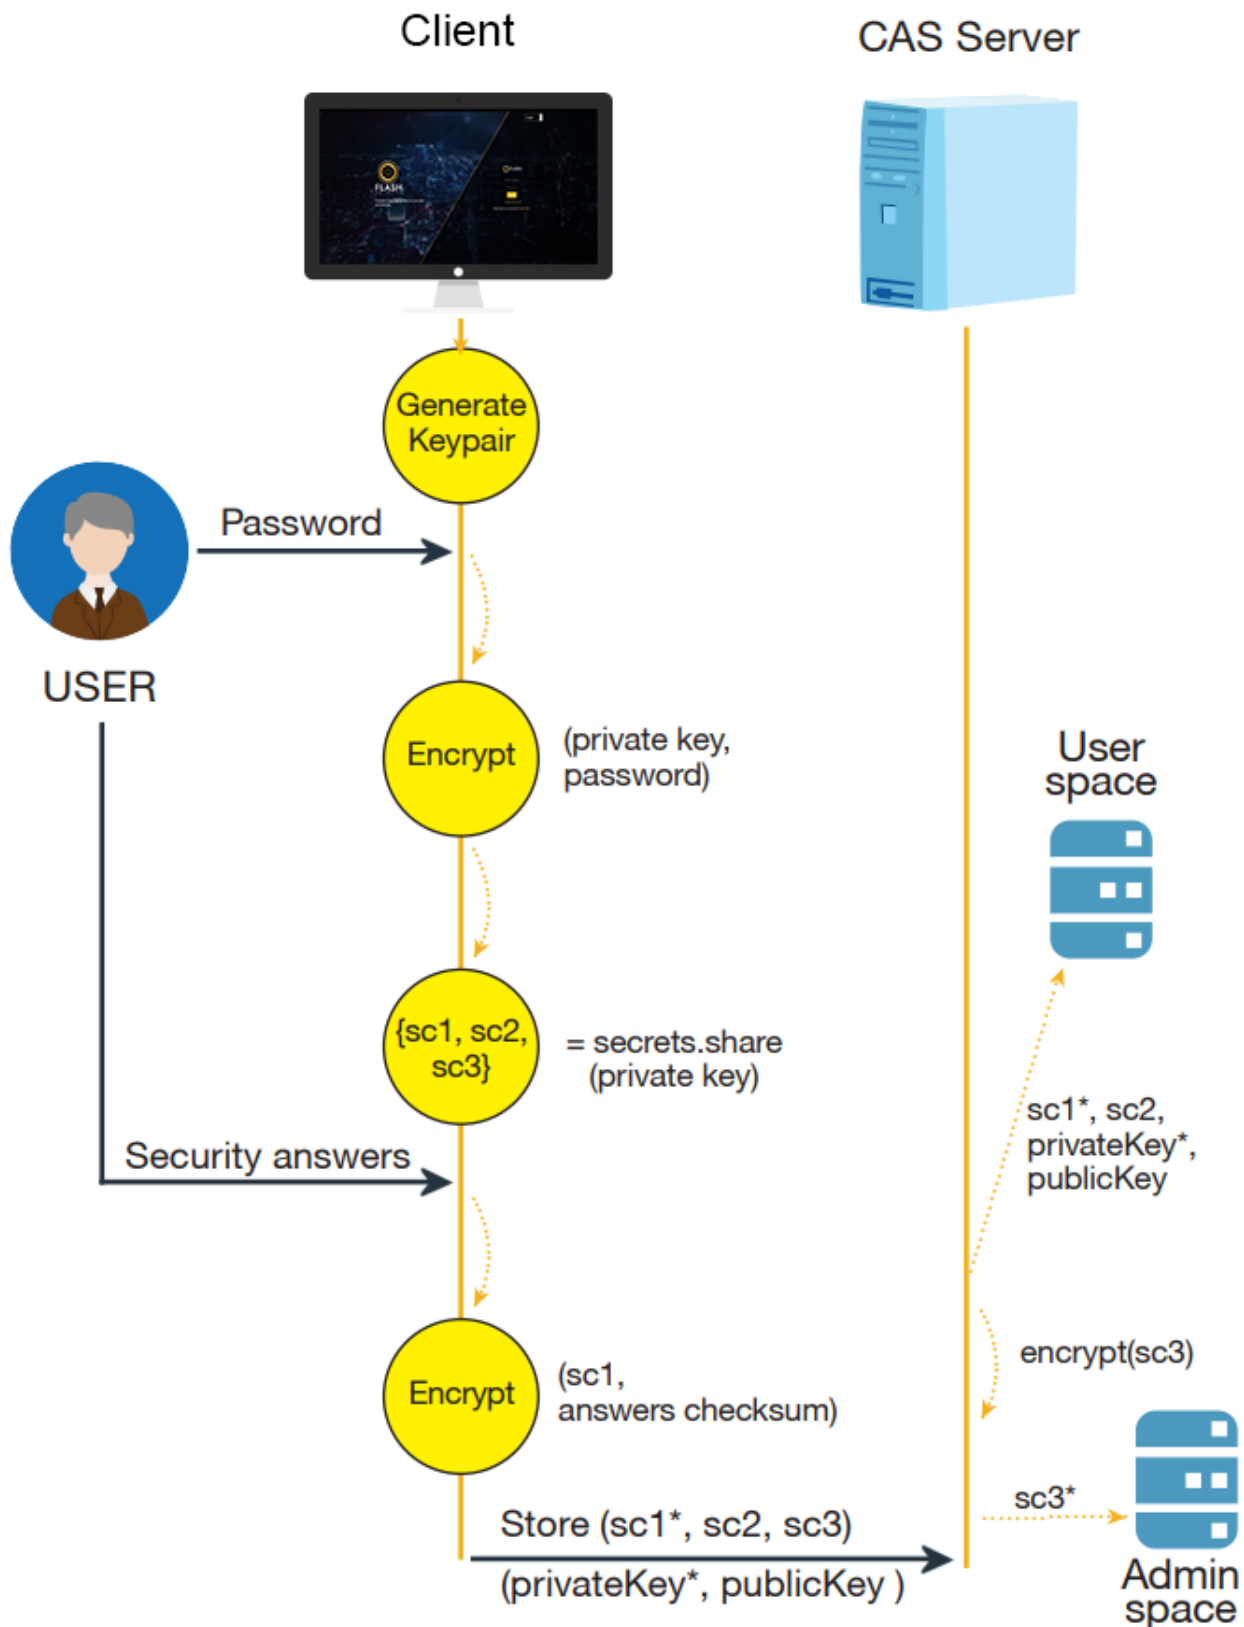 Client
CAS Server
FLASH
FLASH
Generate
Keypair
Password
USER
Encrypt
(private key,
password)
User
space
{sc1, sc2,
sc3}
= secrets.share
(private key)
sc1*, sc2,
privateKey*,
publicKey
Security answers
encrypt(sc3)
Encrypt
(sc1,
answers checksum)
sc3*
Store (sc1*, sc2, sc3)
(privateKey*, publicKey )
Admin
space